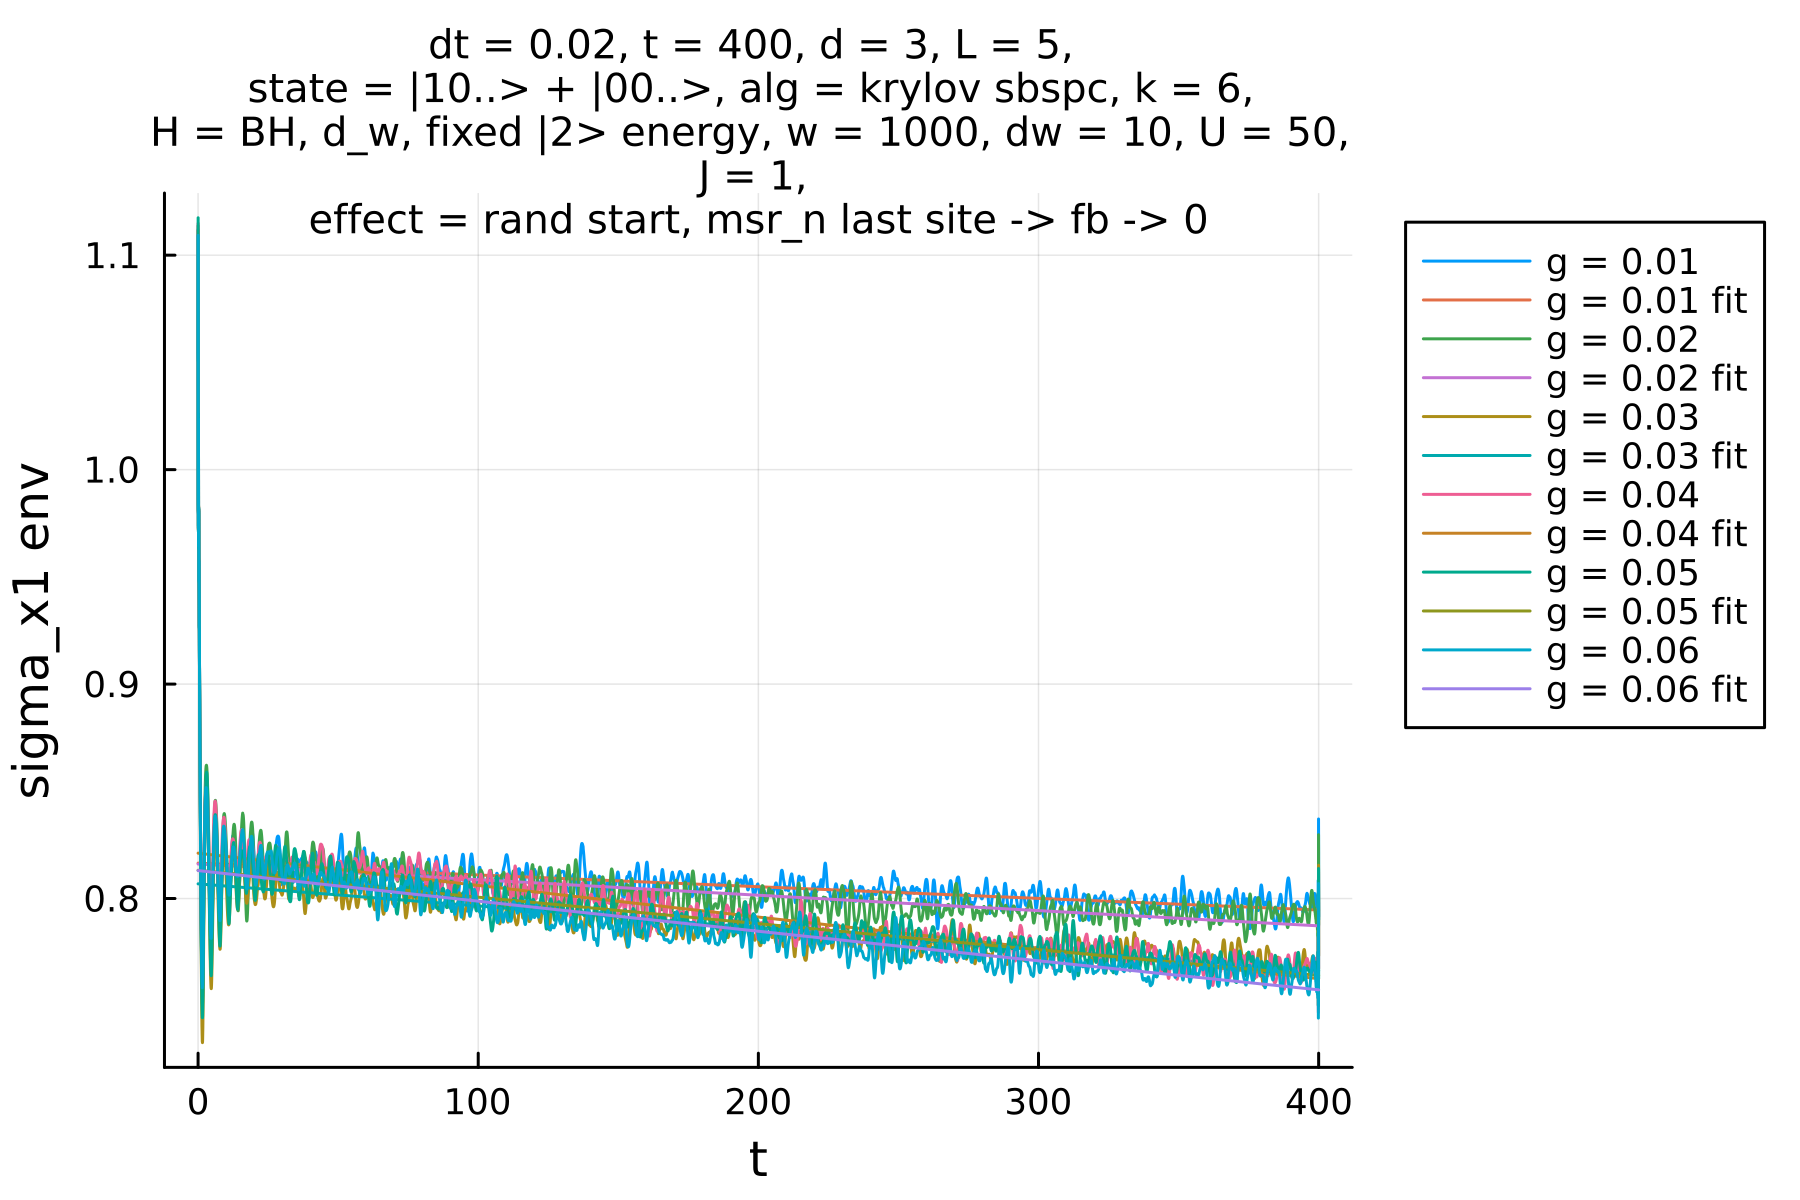 dt = 0.02, t = 400, d = 3, L = 5,
state = |10..> + |00..>, alg = krylov sbspc, k = 6,
H = BH, d_w, fixed |2> energy, w = 1000, dw = 10, U = 50,
J = 1,
effect = rand start, msr_n last site -> fb -> 0
sigma_x1 env
1.1
1.0
0.9
0.8
0
100
200
300
400
t
g = 0.01
g = 0.01 fit
g = 0.02
g = 0.02 fit
g = 0.03
g = 0.03 fit
g = 0.04
g = 0.04 fit
g = 0.05
g = 0.05 fit
g = 0.06
g = 0.06 fit